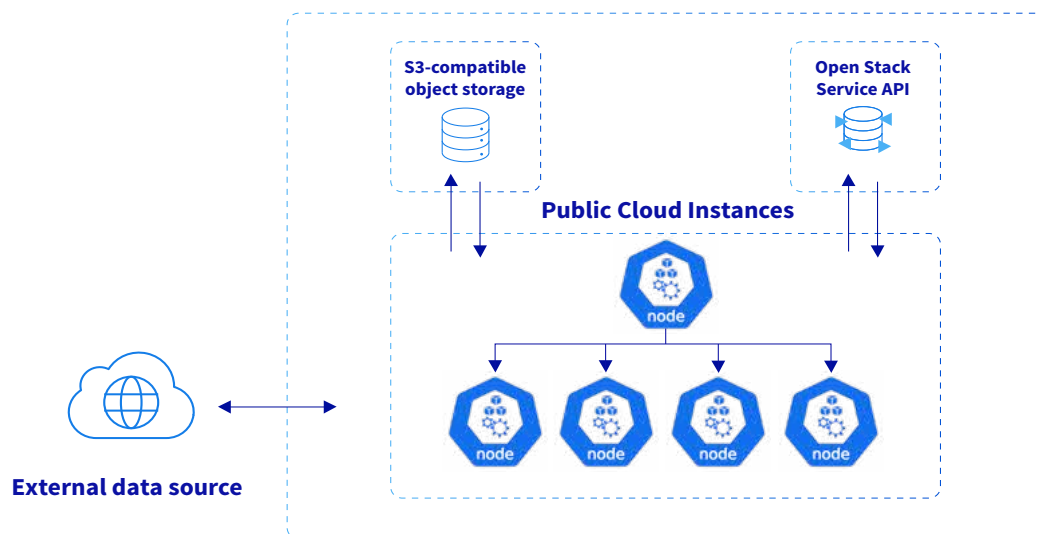 S3-compatible
object storage
Open Stack
Service API
Public Cloud Instances
node
node
node
node
node
External data source